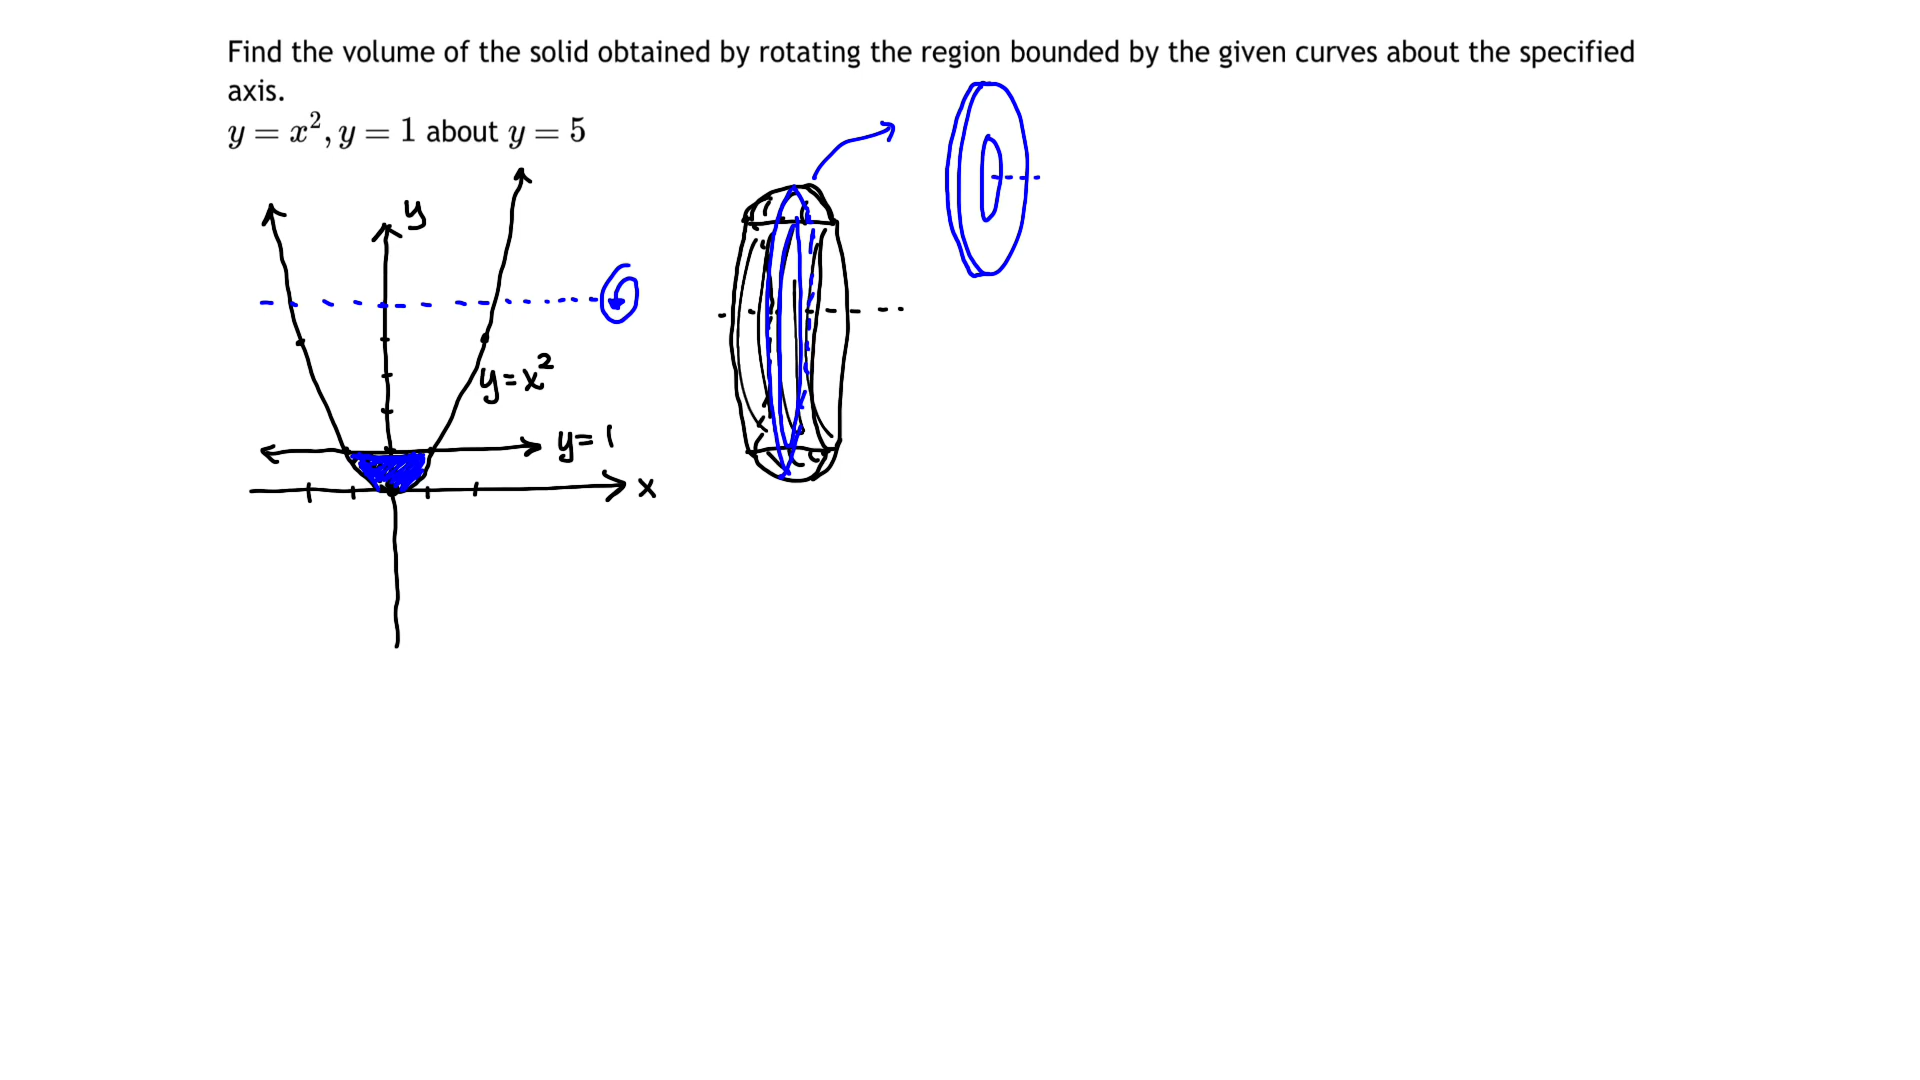 Find the volume of the solid obtained by rotating the region bounded by the given curves about the specified
axis.
y = x², y = 1 about y = 5
y
y=x²
y=1
x